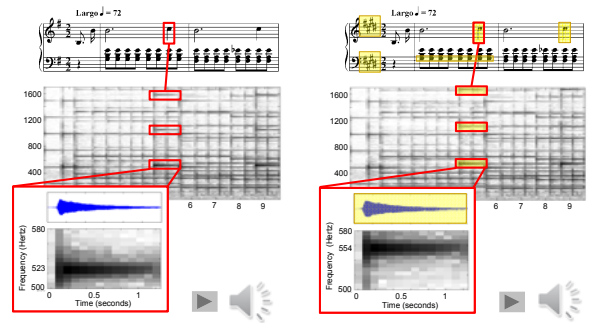 Largo ♩ = 72
1600
1200
800
400
6 7 8 9
580
523
500
Frequency (Hertz)
0 0.5 1
Time (seconds)
Largo ♩ = 72
1600
1200
800
400
6 7 8 9
580
554
500
Frequency (Hertz)
0 0.5 1
Time (seconds)